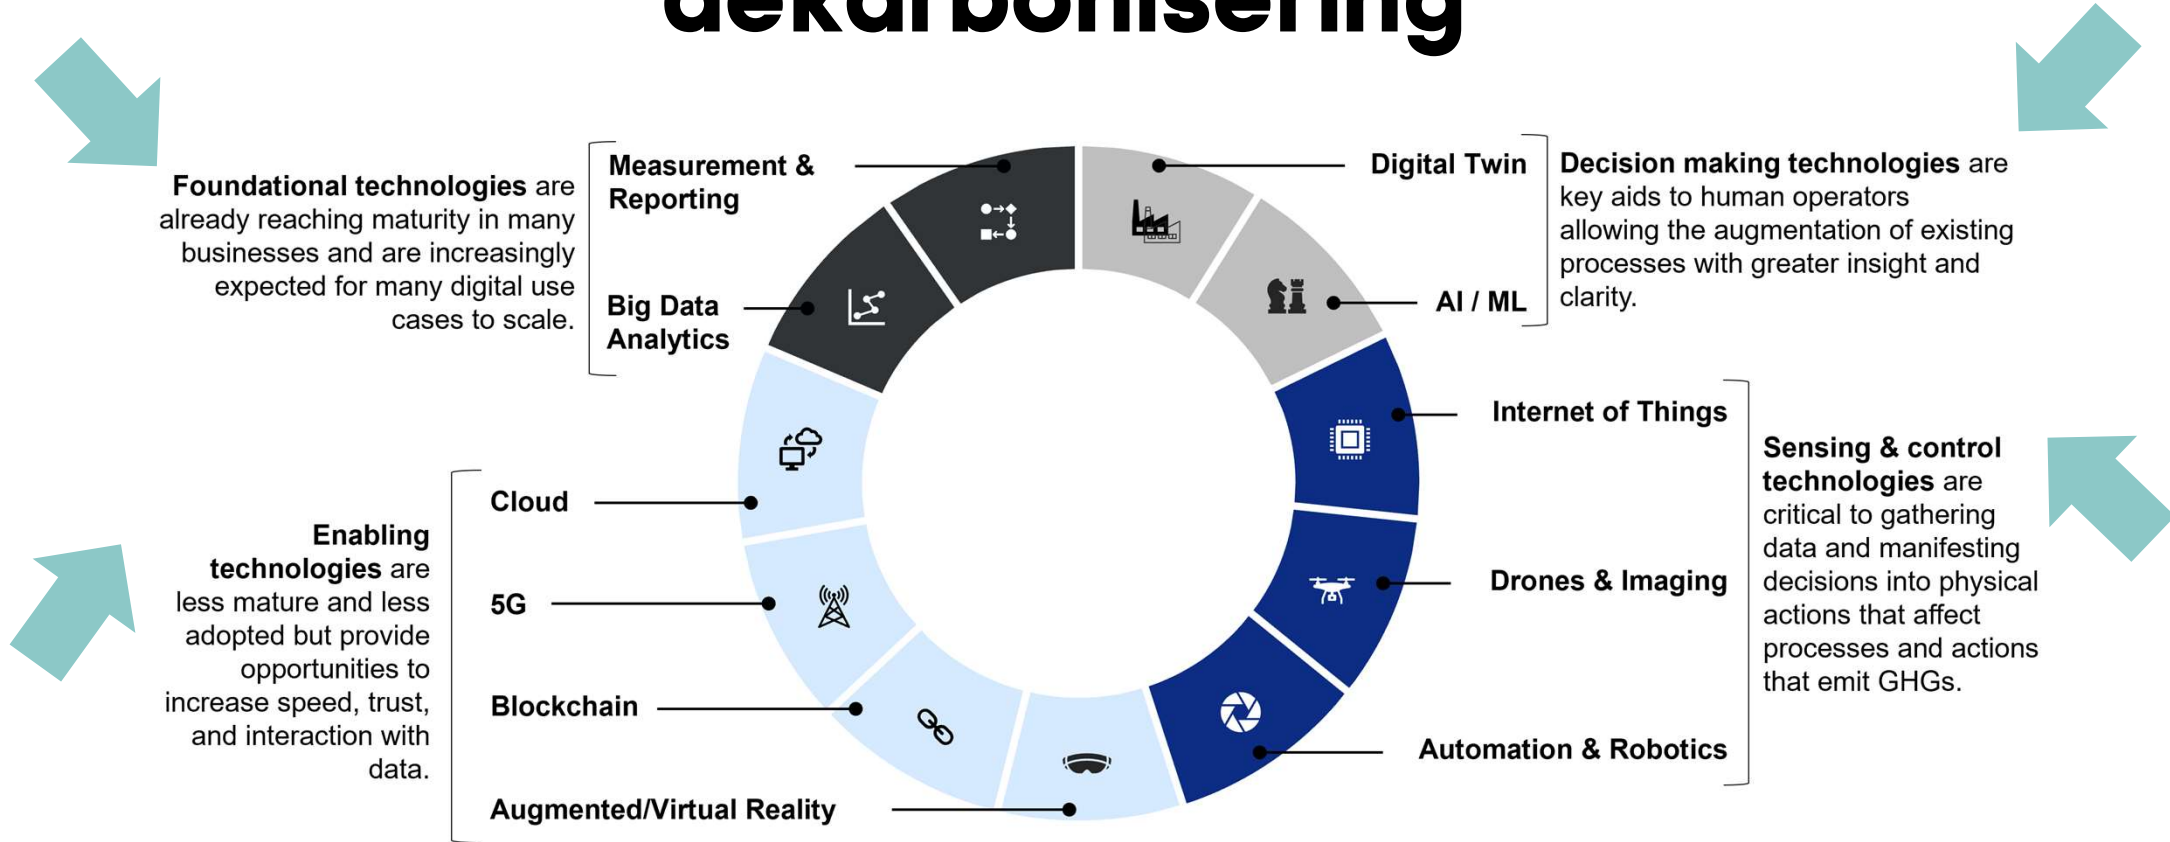 dekarbonisering
Foundational technologies are
already reaching maturity in many
businesses and are increasingly
expected for many digital use
cases to scale.
Measurement &
Reporting
Big Data
Analytics
Digital Twin
AI / ML
Decision making technologies are
key aids to human operators
allowing the augmentation of existing
processes with greater insight and
clarity.
Internet of Things
Drones & Imaging
Automation & Robotics
Sensing & control
technologies are
critical to gathering
data and manifesting
decisions into physical
actions that affect
processes and actions
that emit GHGs.
Enabling
technologies are
less mature and less
adopted but provide
opportunities to
increase speed, trust,
and interaction with
data.
Cloud
5G
Blockchain
Augmented/Virtual Reality